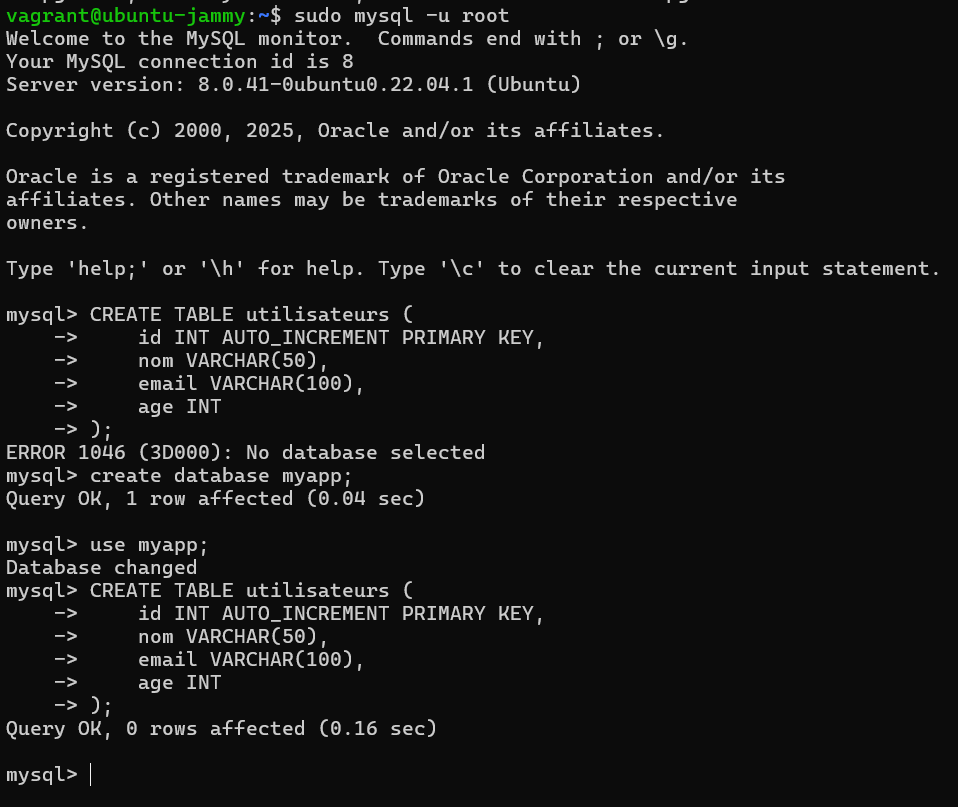 vagrant@ubuntu-jammy:~$ sudo mysql -u root
Welcome to the MySQL monitor.  Commands end with ; or \g.
Your MySQL connection id is 8
Server version: 8.0.41-0ubuntu0.22.04.1 (Ubuntu)

Copyright (c) 2000, 2025, Oracle and/or its affiliates.

Oracle is a registered trademark of Oracle Corporation and/or its
affiliates. Other names may be trademarks of their respective
owners.

Type 'help;' or '\h' for help. Type '\c' to clear the current input statement.

mysql> CREATE TABLE utilisateurs (
    ->     id INT AUTO_INCREMENT PRIMARY KEY,
    ->     nom VARCHAR(50),
    ->     email VARCHAR(100),
    ->     age INT
    -> );
ERROR 1046 (3D000): No database selected
mysql> create database myapp;
Query OK, 1 row affected (0.04 sec)

mysql> use myapp;
Database changed
mysql> CREATE TABLE utilisateurs (
    ->     id INT AUTO_INCREMENT PRIMARY KEY,
    ->     nom VARCHAR(50),
    ->     email VARCHAR(100),
    ->     age INT
    -> );
Query OK, 0 rows affected (0.16 sec)

mysql>